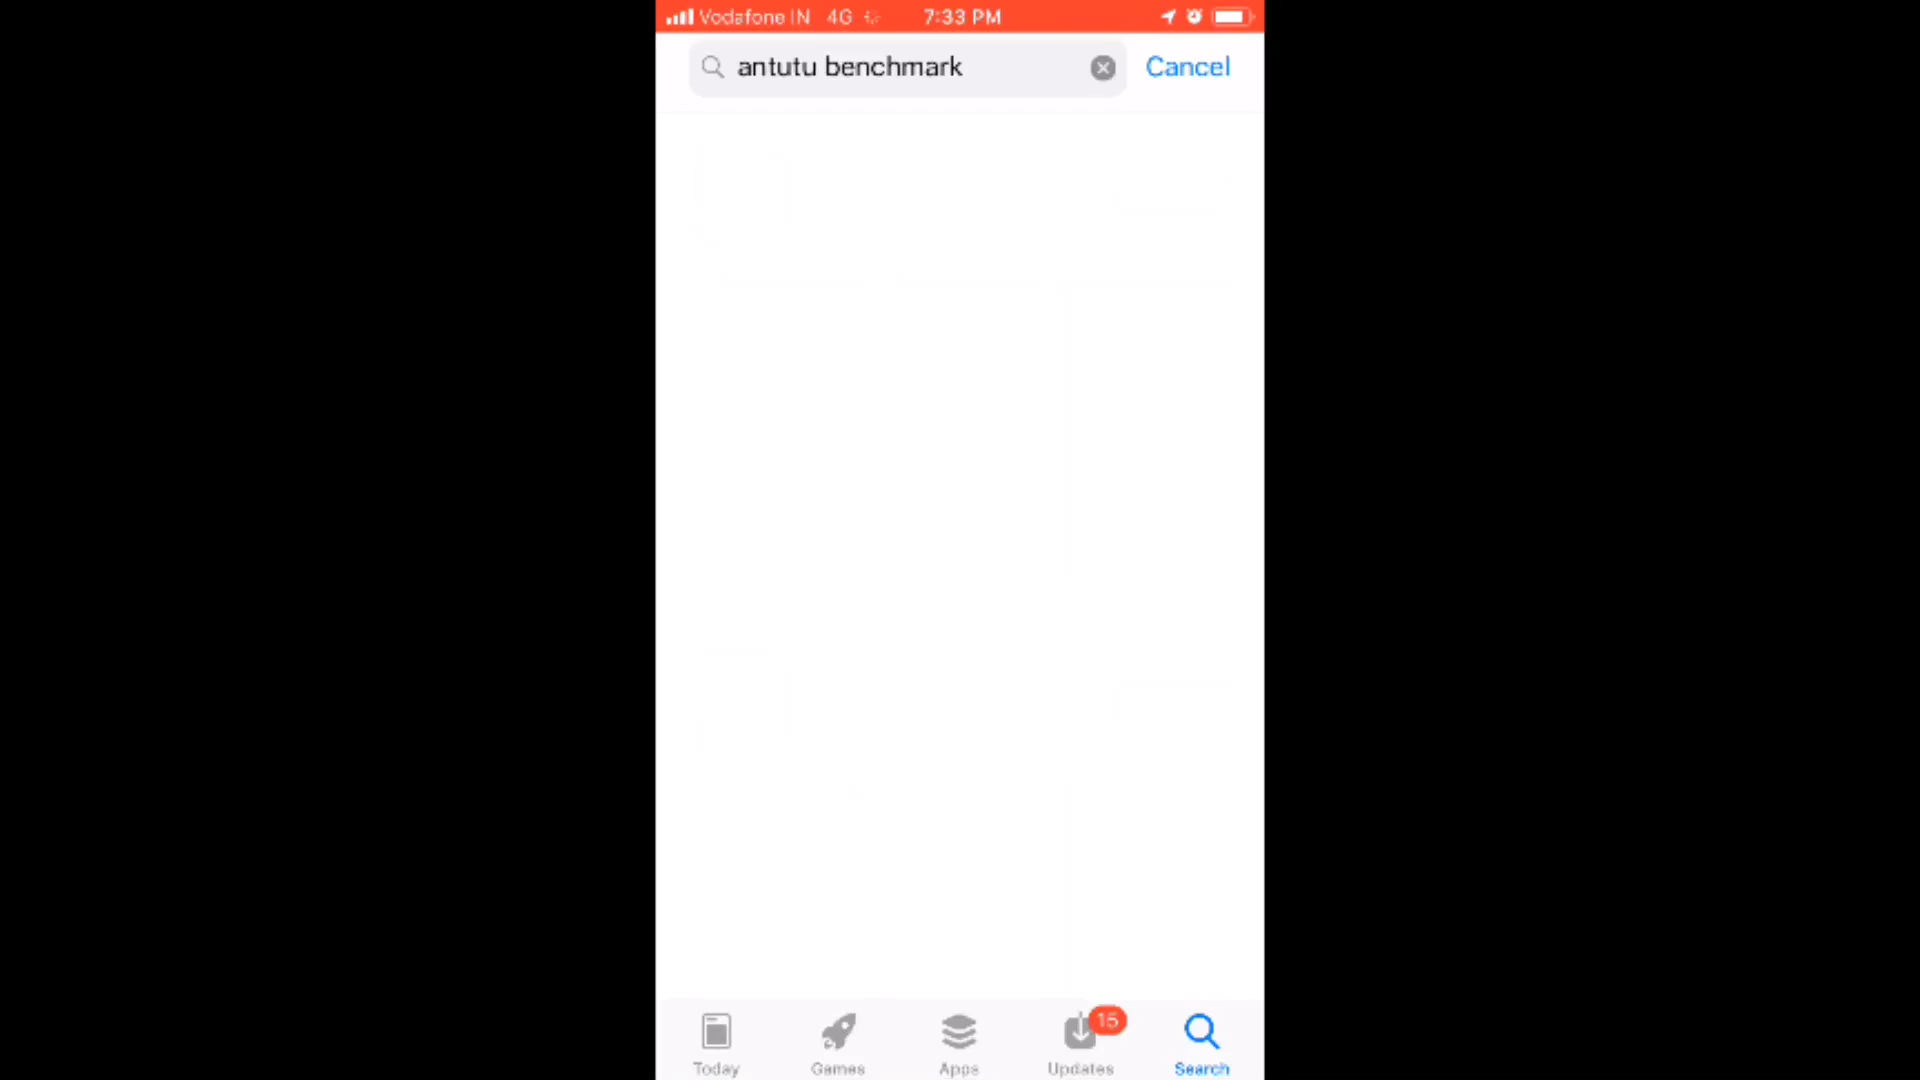 Vodafone IN 4G 7:33 PM
antutu benchmark Cancel
15
Today Games Apps Updates Search